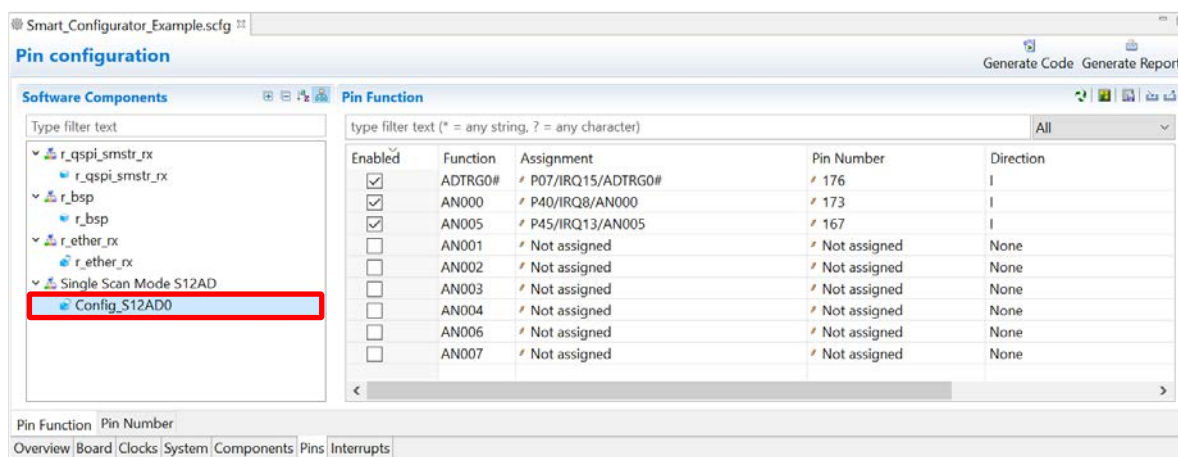 Smart_Configurator_Example.scfg
Pin configuration
Generate Code Generate Report
Software Components
Pin Function
Type filter text
type filter text (* = any string, ? = any character) All
r_qspi_smstr_rx
r_qspi_smstr_rx
r_bsp
r_bsp
r_ether_rx
r_ether_rx
Single Scan Mode S12AD
Config_S12AD0
Enabled Function Assignment Pin Number Direction
ADTRG0# P07/IRQ15/ADTRG0# 176 I
AN000 P40/IRQ8/AN000 173 I
AN005 P45/IRQ13/AN005 167 I
AN001 Not assigned Not assigned None
AN002 Not assigned Not assigned None
AN003 Not assigned Not assigned None
AN004 Not assigned Not assigned None
AN006 Not assigned Not assigned None
AN007 Not assigned Not assigned None
Pin Function Pin Number
Overview Board Clocks System Components Pins Interrupts